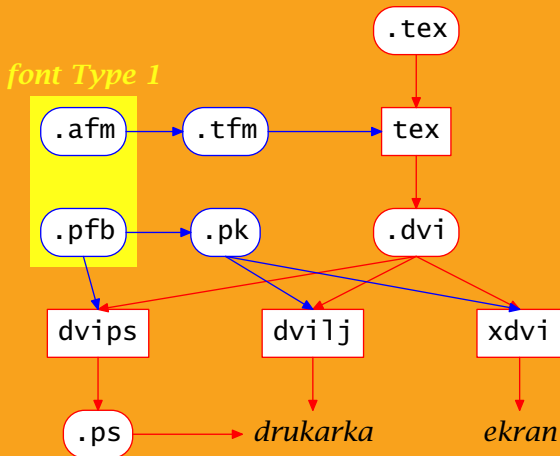 .tex
font Type 1
.afm .tfm tex
.pfb .pk .dvi
dvips dvilj xdvi
.ps drukarka ekran